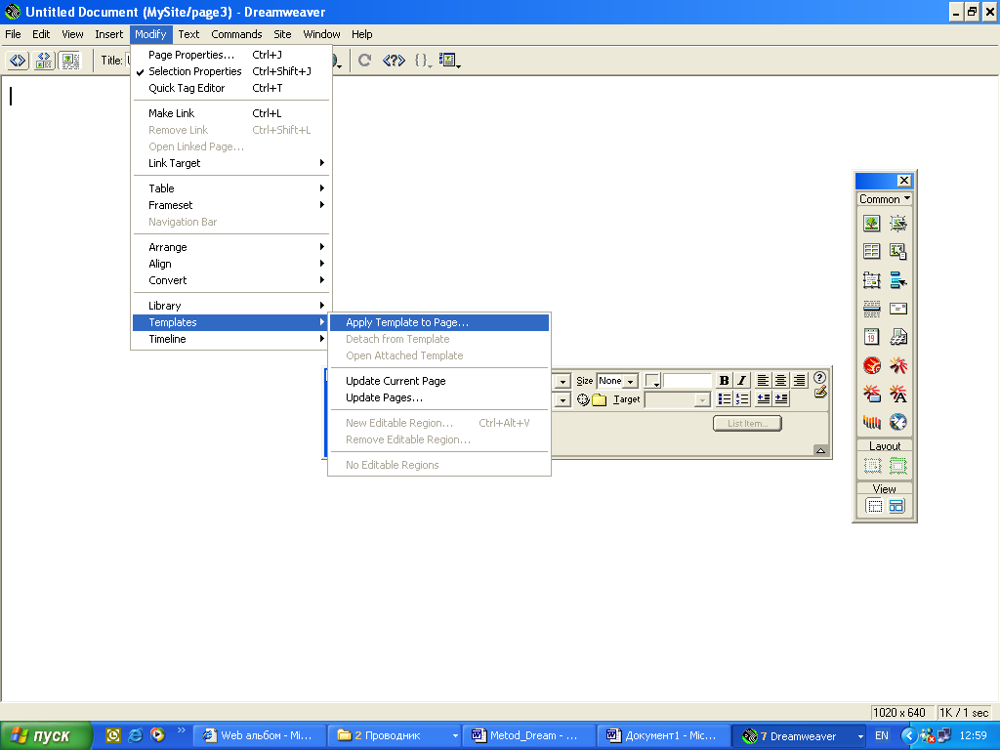 Untitled Document (MySite/page3) - Dreamweaver
File Edit View Insert Modify Text Commands Site Window Help
Title:
Page Properties... Ctrl+J
Selection Properties Ctrl+Shift+J
Quick Tag Editor Ctrl+T
Make Link Ctrl+L
Remove Link Ctrl+Shift+L
Open Linked Page...
Link Target
Table
Frameset
Navigation Bar
Arrange
Align
Convert
Library
Templates
Timeline
Apply Template to Page...
Detach from Template
Open Attached Template
Update Current Page
Update Pages...
New Editable Region... Ctrl+Alt+V
Remove Editable Region...
No Editable Regions
Size None B I
Target
List Item...
Common
19
Layout
View
1020 x 640 1K / 1 sec
пуск Web альбом - Mi... 2 Проводник Metod_Dream - ... Документ1 - Mic... 7 Dreamweaver EN 12:59